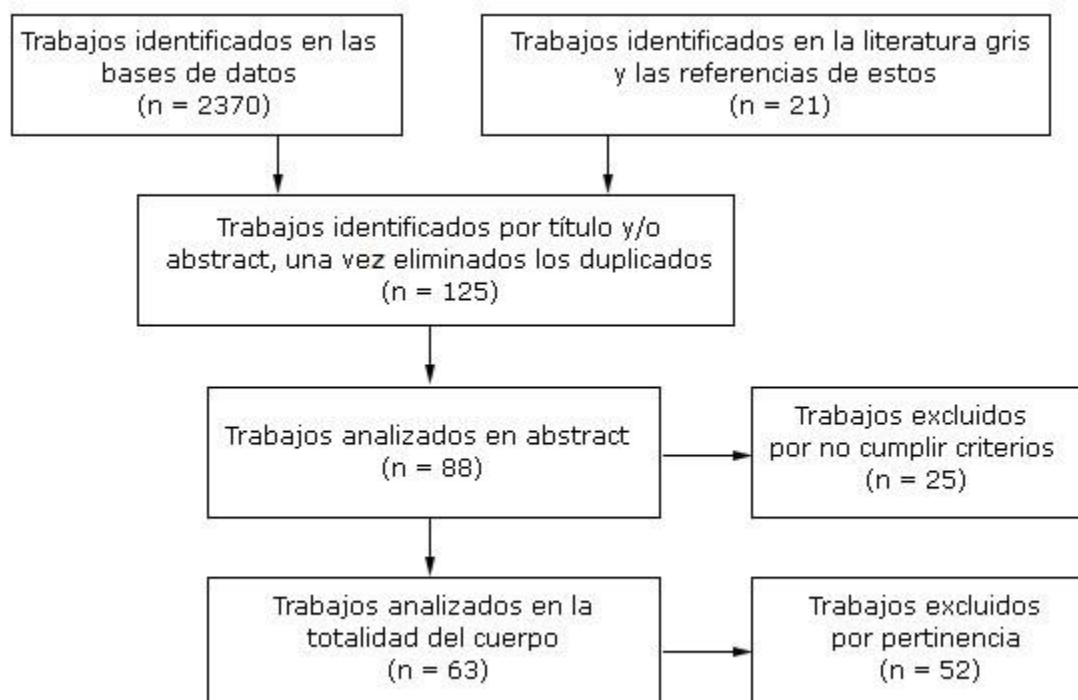 Trabajos identificados en las
bases de datos
(n = 2370)
Trabajos identificados en la literatura gris
y las referencias de estos
(n = 21)
Trabajos identificados por título y/o
abstract, una vez eliminados los duplicados
(n = 125)
Trabajos analizados en abstract
(n = 88)
Trabajos excluidos
por no cumplir criterios
(n = 25)
Trabajos analizados en la
totalidad del cuerpo
(n = 63)
Trabajos excluidos
por pertinencia
(n = 52)